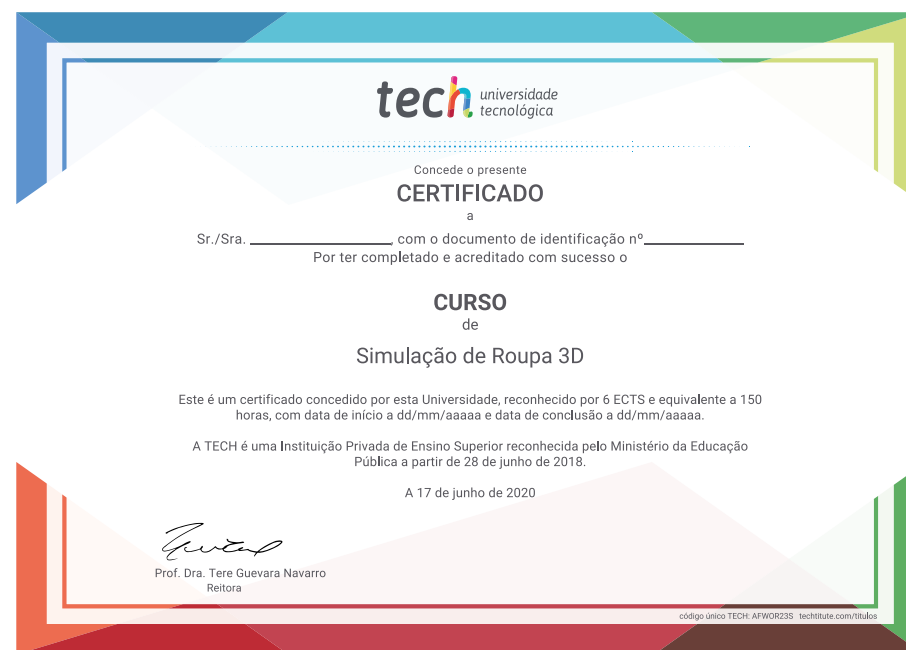 tech universidade
tecnológica
Concede o presente
CERTIFICADO
a
Sr./Sra. ________________, com o documento de identificação nº____________
Por ter completado e acreditado com sucesso o
CURSO
de
Simulação de Roupa 3D
Este é um certificado concedido por esta Universidade, reconhecido por 6 ECTS e equivalente a 150
horas, com data de início a dd/mm/aaaaa e data de conclusão a dd/mm/aaaaa.
A TECH é uma Instituição Privada de Ensino Superior reconhecida pelo Ministério da Educação
Pública a partir de 28 de junho de 2018.
A 17 de junho de 2020
Prof. Dra. Tere Guevara Navarro
Reitora
código único TECH: AFWOR23S techtitute.com/titulos